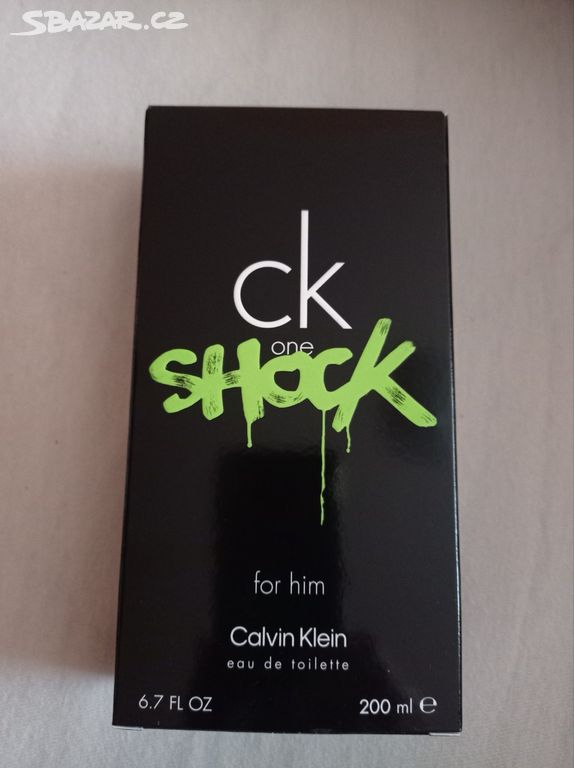 SBAZAR.CZ
ck
one
SHOCK
for him
Calvin Klein
eau de toilette
6.7 FL OZ 200 ml ℮